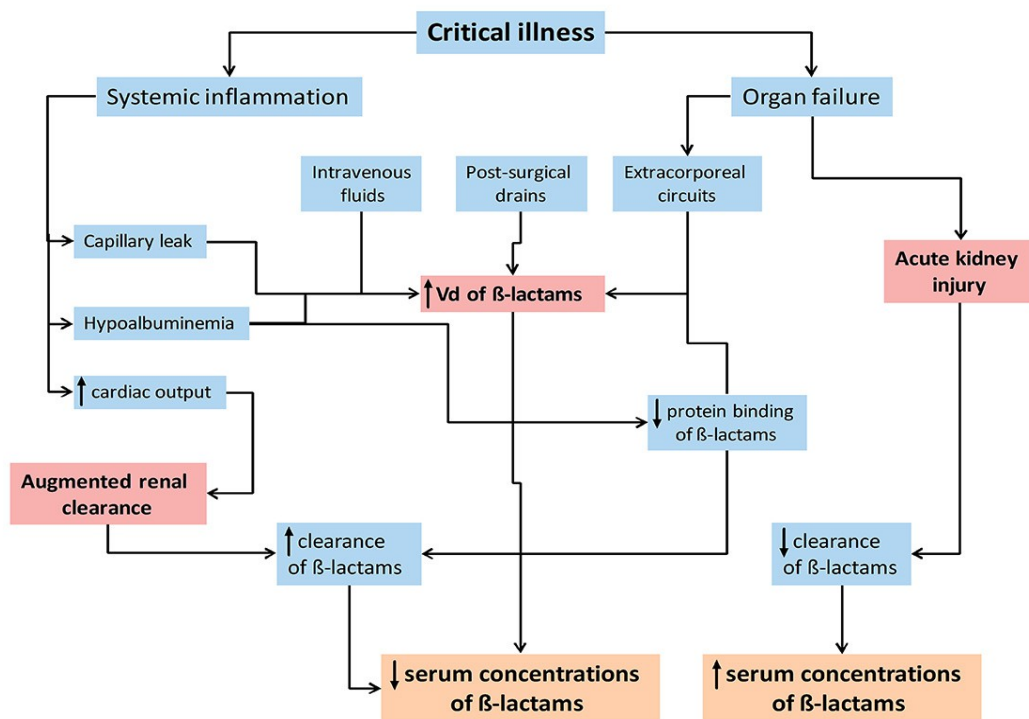 Critical illness
Systemic inflammation
Organ failure
Intravenous
fluids
Post-surgical
drains
Extracorporeal
circuits
Capillary leak
Acute kidney
injury
↑ Vd of ß-lactams
Hypoalbuminemia
↑ cardiac output
↓ protein binding
of ß-lactams
Augmented renal
clearance
↑ clearance
of ß-lactams
↓ clearance
of ß-lactams
↓ serum concentrations
of ß-lactams
↑ serum concentrations
of ß-lactams